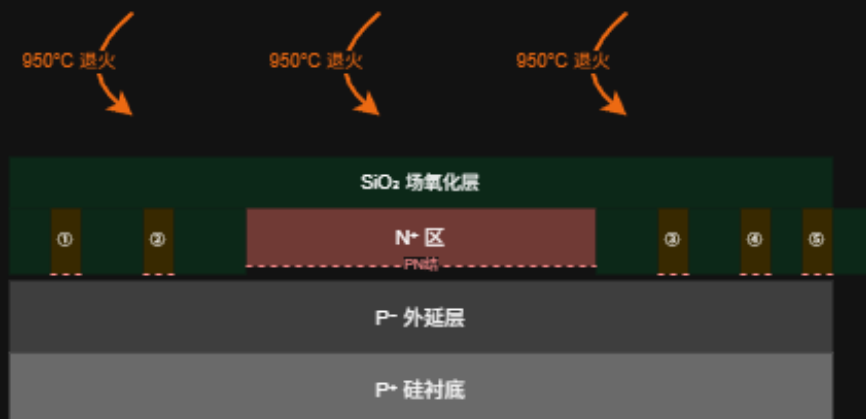 950°C 退火 950°C 退火 950°C 退火
SiO₂ 场氧化层
① ② N⁺ 区 ③ ④ ⑤
PN结
P⁻ 外延层
P⁺ 硅衬底